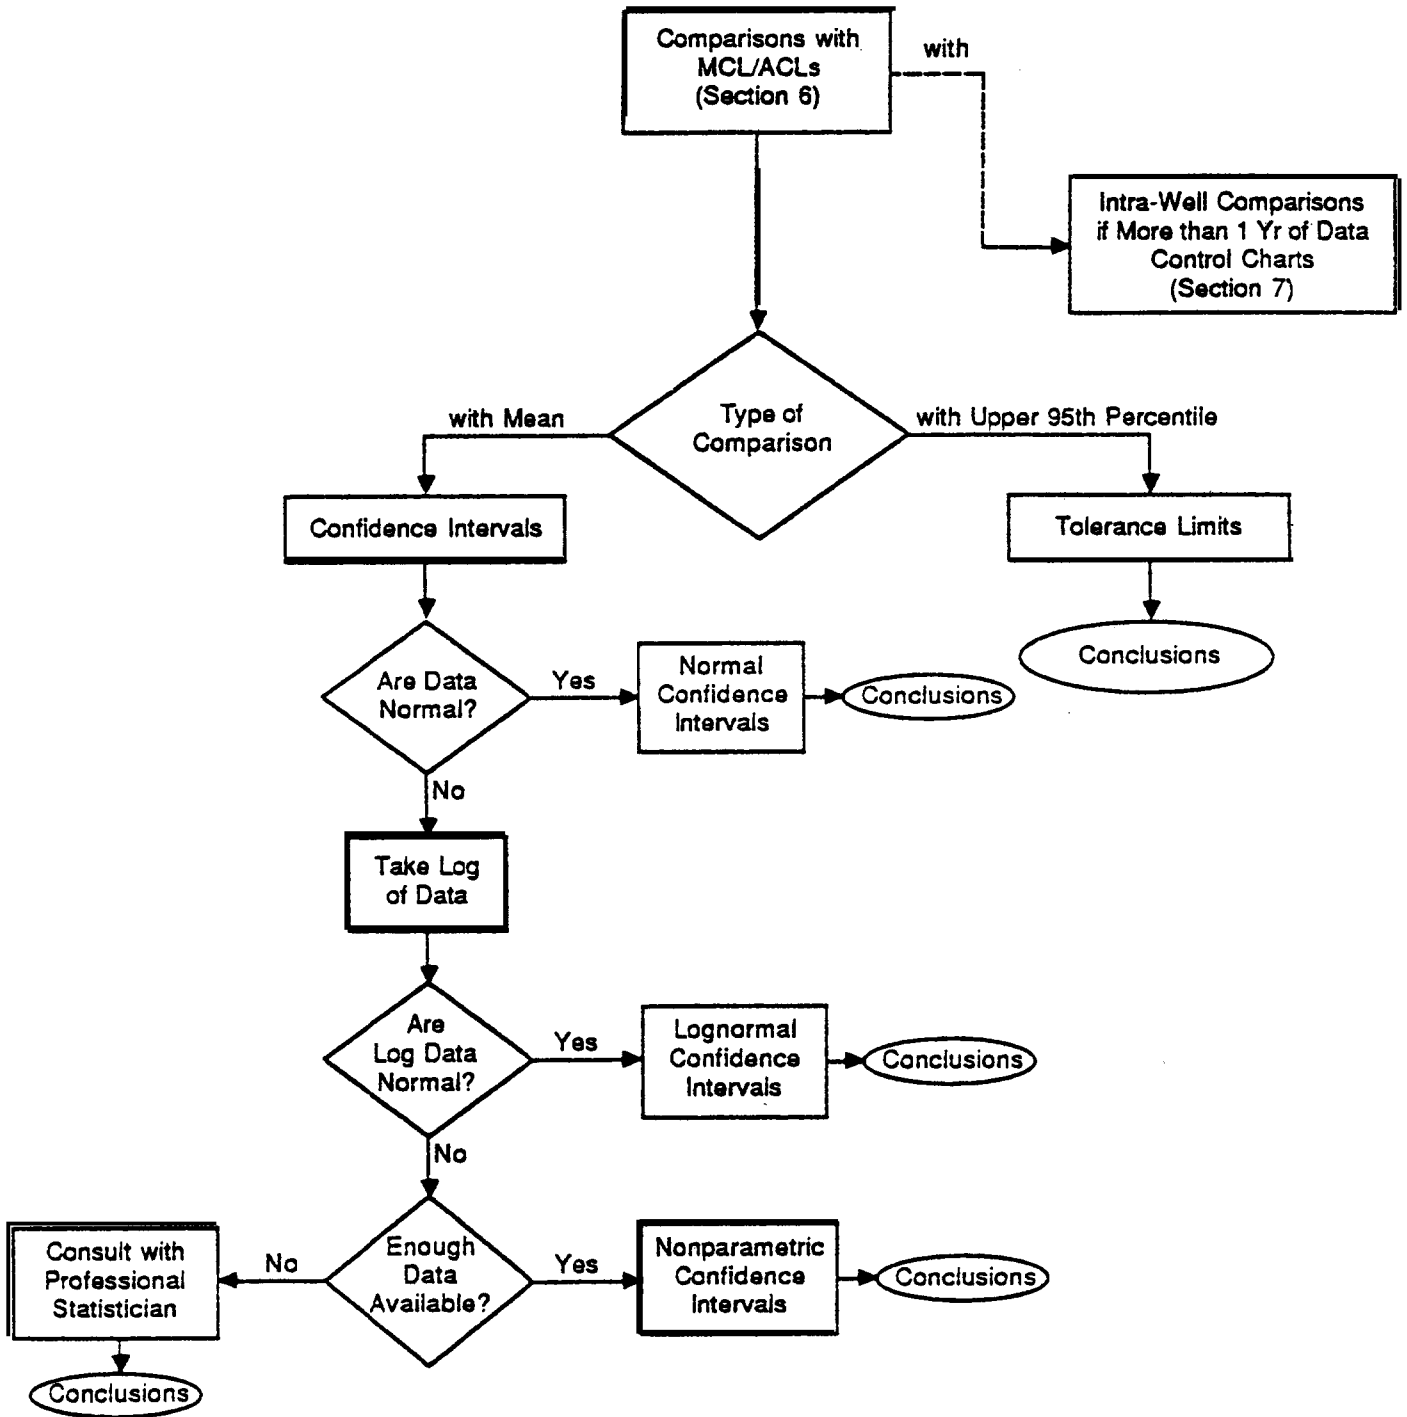 Comparisons with
MCL/ACLs
(Section 6)
with
Intra-Well Comparisons
if More than 1 Yr of Data
Control Charts
(Section 7)
Type of
Comparison
with Mean
with Upper 95th Percentile
Confidence Intervals
Tolerance Limits
Conclusions
Are Data
Normal?
Yes
Normal
Confidence
Intervals
Conclusions
No
Take Log
of Data
Are
Log Data
Normal?
Yes
Lognormal
Confidence
Intervals
Conclusions
No
Enough
Data
Available?
Yes
Nonparametric
Confidence
Intervals
Conclusions
No
Consult with
Professional
Statistician
Conclusions